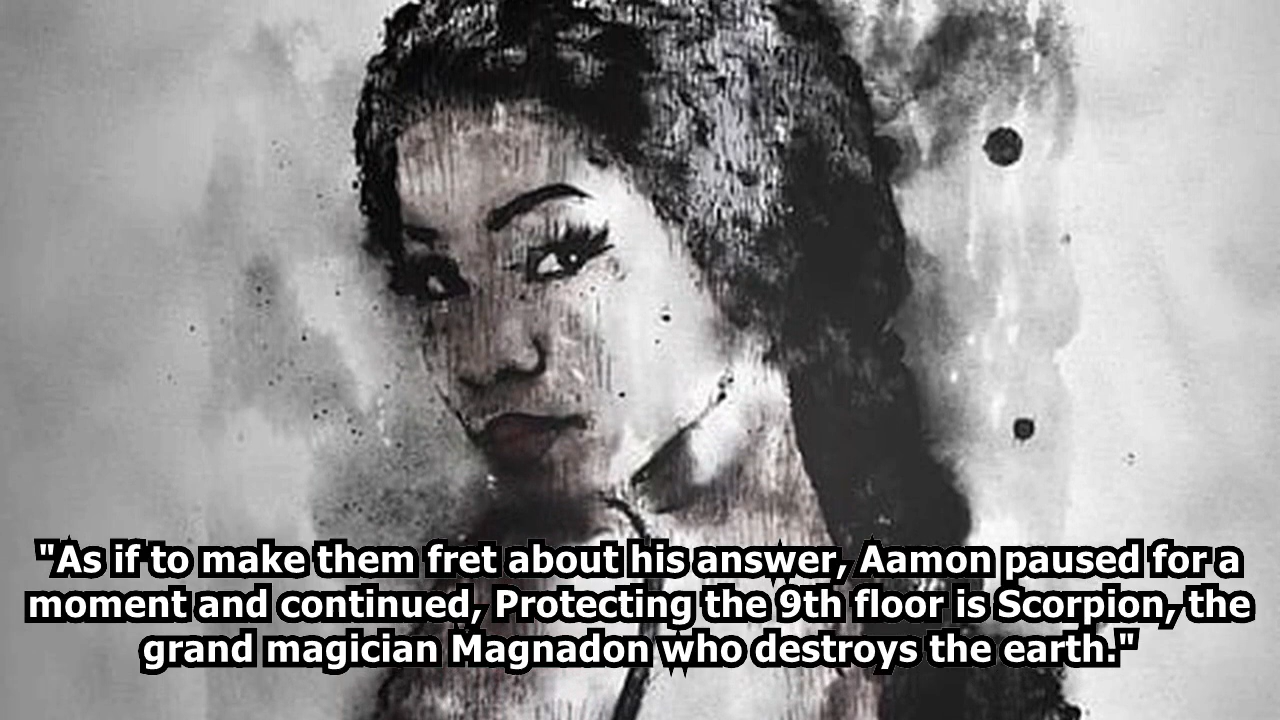 "As if to make them fret about his answer, Aamon paused for a
moment and continued, Protecting the 9th floor is Scorpion, the
grand magician Magnadon who destroys the earth."